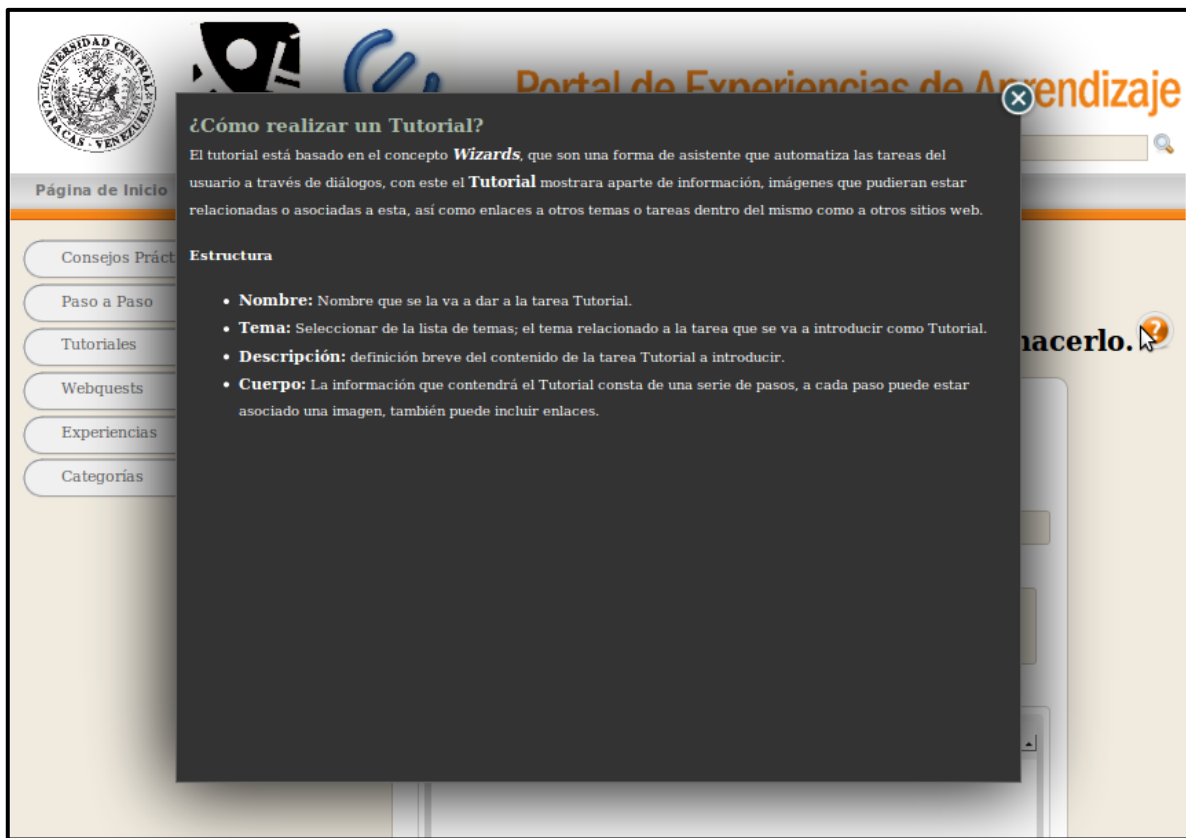 UNIVERSIDAD CENTRAL
CARACAS - VENEZUELA
Portal de Experiencias de Aprendizaje
Página de Inicio
Consejos
Paso a Paso
Tutoriales
Webquests
Experiencias
Categorías
¿Cómo realizar un Tutorial?
El tutorial está basado en el concepto Wizards, que son una forma de asistente que automatiza las tareas del
usuario a través de diálogos, con este el Tutorial mostrara aparte de información, imágenes que pudieran estar
relacionadas o asociadas a esta, así como enlaces a otros temas o tareas dentro del mismo como a otros sitios web.
Estructura
• Nombre: Nombre que se la va a dar a la tarea Tutorial.
• Tema: Seleccionar de la lista de temas; el tema relacionado a la tarea que se va a introducir como Tutorial.
• Descripción: definición breve del contenido de la tarea Tutorial a introducir.
• Cuerpo: La información que contendrá el Tutorial consta de una serie de pasos, a cada paso puede estar
asociado una imagen, también puede incluir enlaces.
hacerlo.